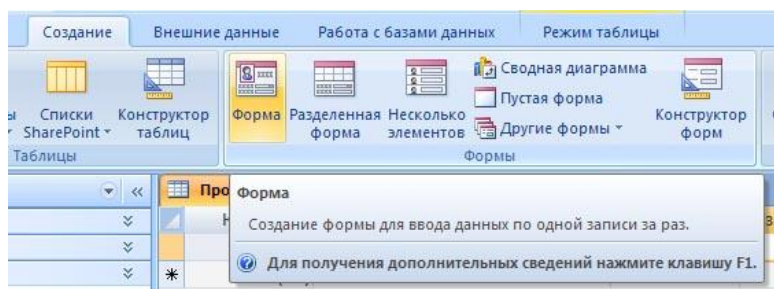 Создание Внешние данные Работа с базами данных Режим таблицы
Списки SharePoint
Конструктор таблиц
Форма
Разделенная форма
Несколько элементов
Сводная диаграмма
Пустая форма
Другие формы
Конструктор форм
Таблицы
Формы
Про
Форма
Создание формы для ввода данных по одной записи за раз.
Для получения дополнительных сведений нажмите клавишу F1.